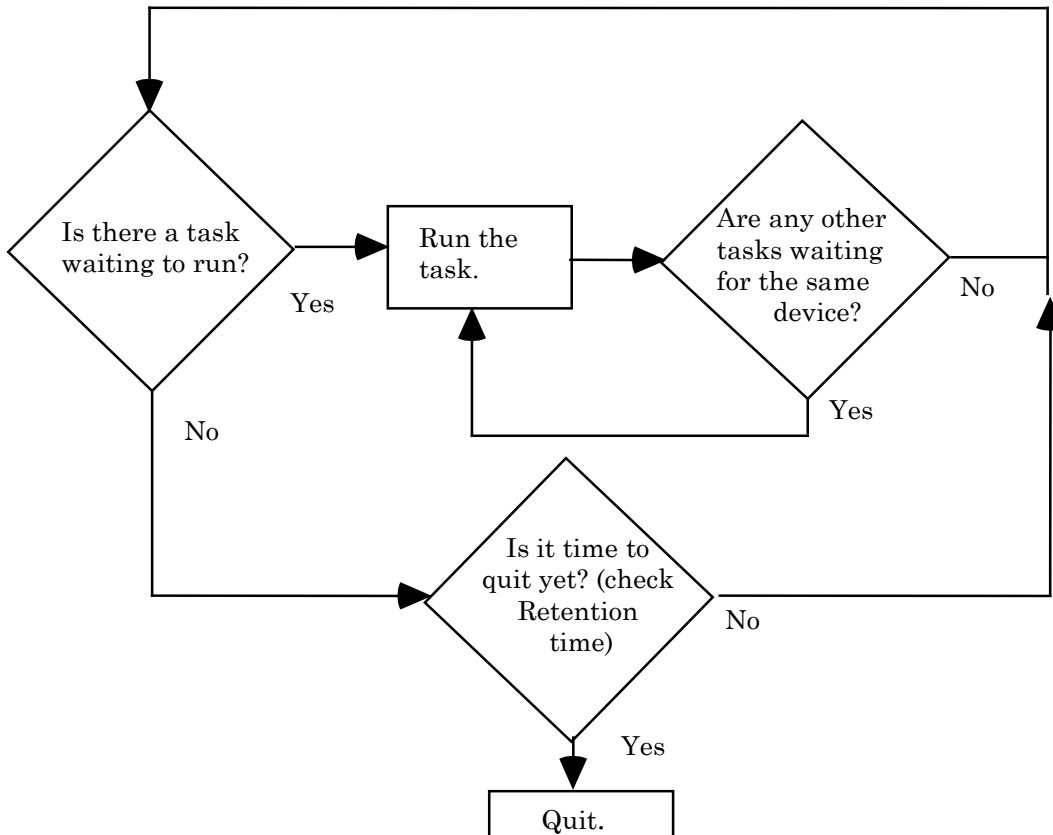 Is there a task
waiting to run?
Yes
No
Run the
task.
Are any other
tasks waiting
for the same
device?
No
Yes
Is it time to
quit yet? (check
Retention
time)
No
Yes
Quit.